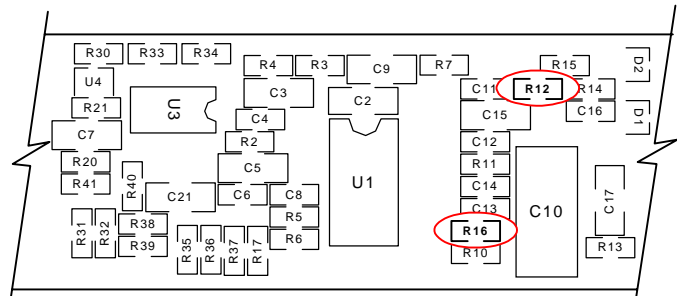 R30 R33 R34 R4 R3 C9 R7 R15 D2
U4 U3 C3 C11 R12 R14
R21 C2 C15 C16 D1
C7 C4
R2 C12
R20 C5 U1 R11
R41 R40 C21 C6 C8 C14 C10 C17
R31 R32 R38 R5 C13
R39 R35 R36 R37 R17 R6 R16 R13
R10